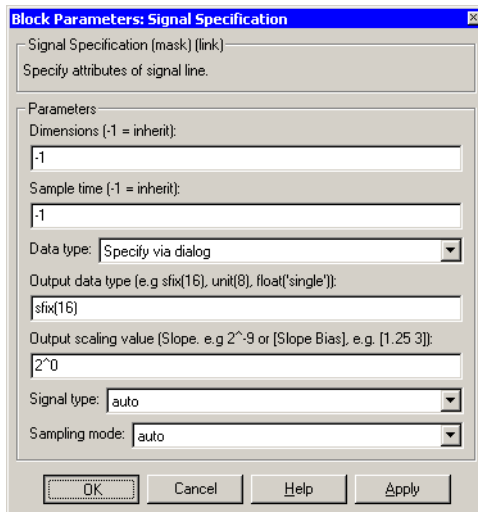 Block Parameters: Signal Specification
Signal Specification (mask) (link)
Specify attributes of signal line.
Parameters
Dimensions (-1 = inherit):
-1
Sample time (-1 = inherit):
-1
Data type: Specify via dialog
Output data type (e.g sfix(16), unit(8), float('single')):
sfix(16)
Output scaling value (Slope. e.g 2^-9 or [Slope Bias], e.g. [1.25 3]):
2^0
Signal type: auto
Sampling mode: auto
OK Cancel Help Apply